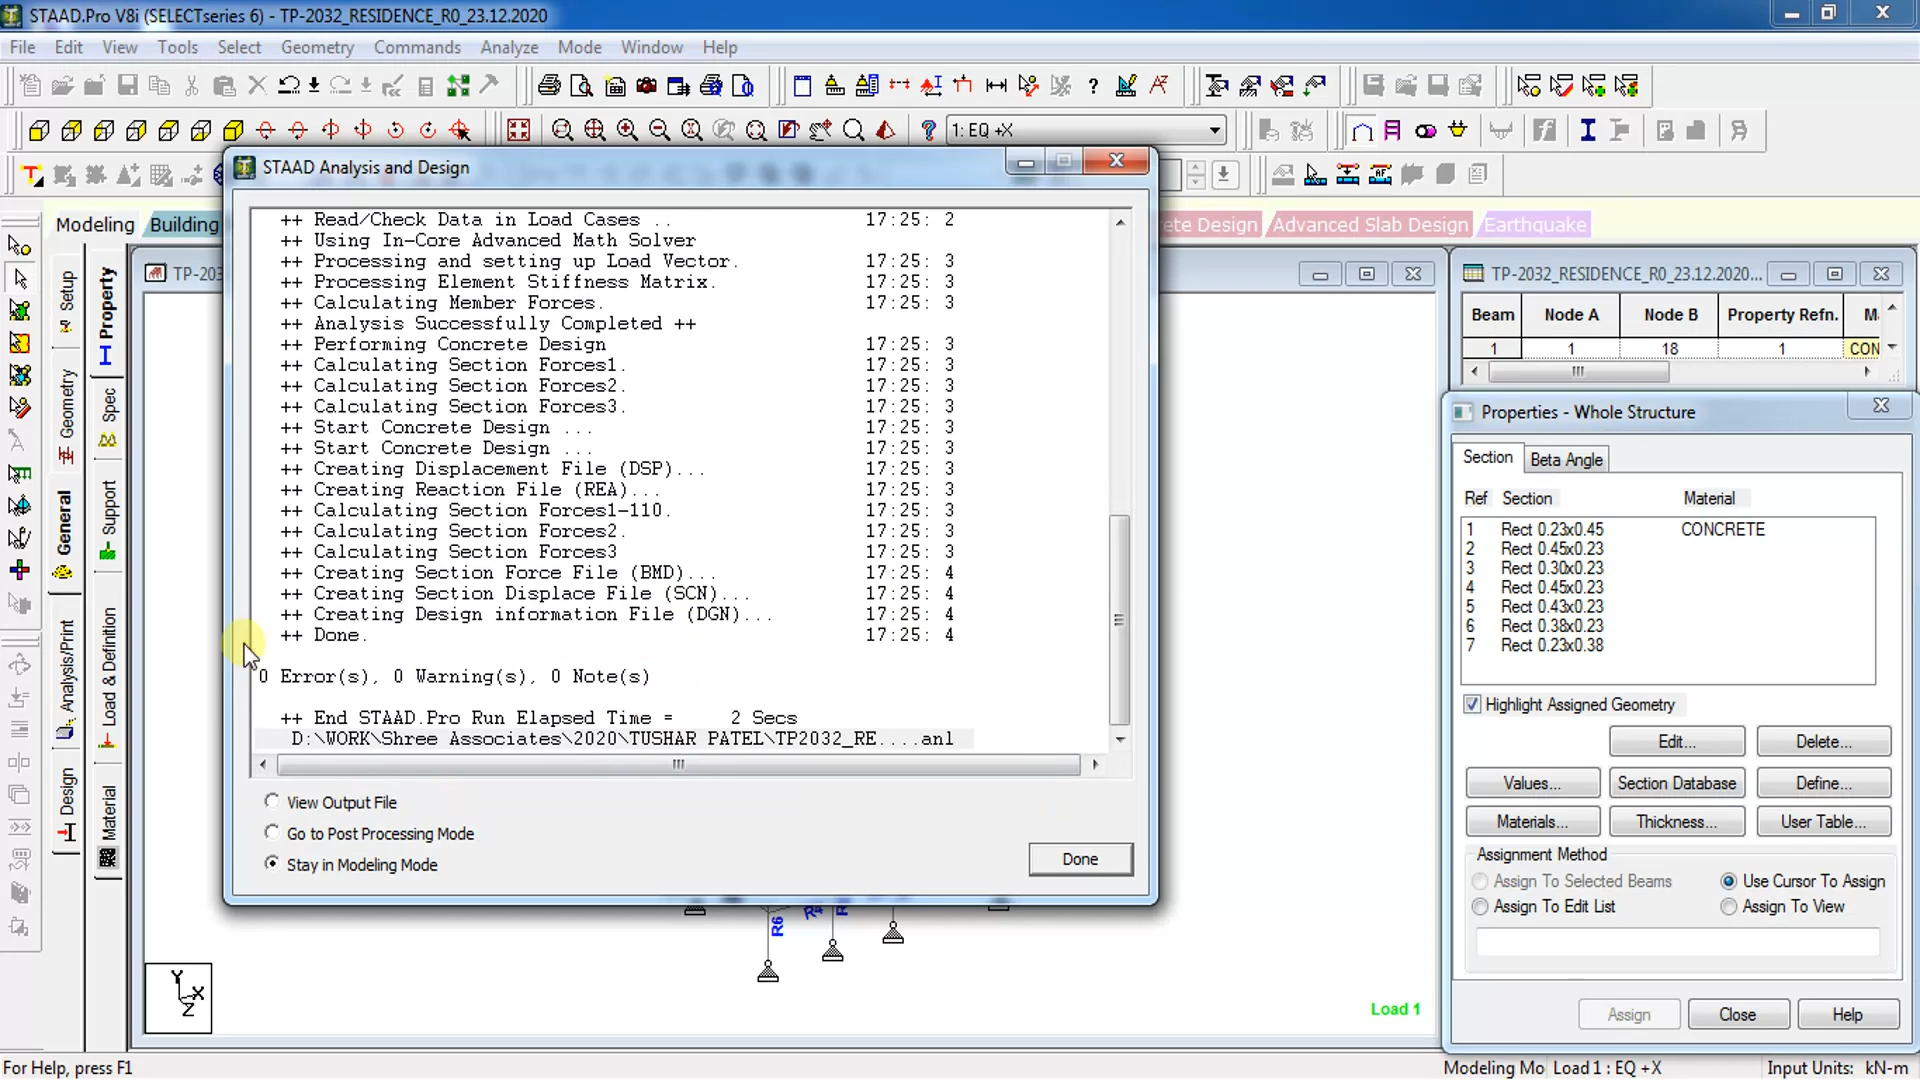 STAAD.Pro V8i (SELECTseries 6) - TP-2032_RESIDENCE_R0_23.12.2020
File Edit View Tools Select Geometry Commands Analyze Mode Window Help
1: EQ +X
Modeling Building
ete Design Advanced Slab Design Earthquake
TP-203
TP-2032_RESIDENCE_R0_23.12.2020...
Setup
Geometry
General
Analysis/Print
Design
Property
Spec
Support
Load & Definition
Material
STAAD Analysis and Design
++ Read/Check Data in Load Cases .. 17:25: 2
++ Using In-Core Advanced Math Solver
++ Processing and setting up Load Vector. 17:25: 3
++ Processing Element Stiffness Matrix. 17:25: 3
++ Calculating Member Forces. 17:25: 3
++ Analysis Successfully Completed ++
++ Performing Concrete Design 17:25: 3
++ Calculating Section Forces1. 17:25: 3
++ Calculating Section Forces2. 17:25: 3
++ Calculating Section Forces3. 17:25: 3
++ Start Concrete Design ... 17:25: 3
++ Start Concrete Design ... 17:25: 3
++ Creating Displacement File (DSP)... 17:25: 3
++ Creating Reaction File (REA)... 17:25: 3
++ Calculating Section Forces1-110. 17:25: 3
++ Calculating Section Forces2. 17:25: 3
++ Calculating Section Forces3 17:25: 3
++ Creating Section Force File (BMD)... 17:25: 4
++ Creating Section Displace File (SCN)... 17:25: 4
++ Creating Design information File (DGN)... 17:25: 4
++ Done. 17:25: 4
0 Error(s), 0 Warning(s), 0 Note(s)
++ End STAAD.Pro Run Elapsed Time = 2 Secs
D:\WORK\Shree Associates\2020\TUSHAR PATEL\TP2032_RE....anl
View Output File
Go to Post Processing Mode
Stay in Modeling Mode
Done
R6 R4
Y
X
Z
Load 1
Beam Node A Node B Property Refn. M
1 1 18 1 CON
Properties - Whole Structure
Section Beta Angle
Ref Section Material
1 Rect 0.23x0.45 CONCRETE
2 Rect 0.45x0.23
3 Rect 0.30x0.23
4 Rect 0.45x0.23
5 Rect 0.43x0.23
6 Rect 0.38x0.23
7 Rect 0.23x0.38
Highlight Assigned Geometry
Edit... Delete...
Values... Section Database Define...
Materials... Thickness... User Table...
Assignment Method
Assign To Selected Beams Use Cursor To Assign
Assign To Edit List Assign To View
Assign Close Help
For Help, press F1
Modeling Mo Load 1 : EQ +X Input Units: kN-m